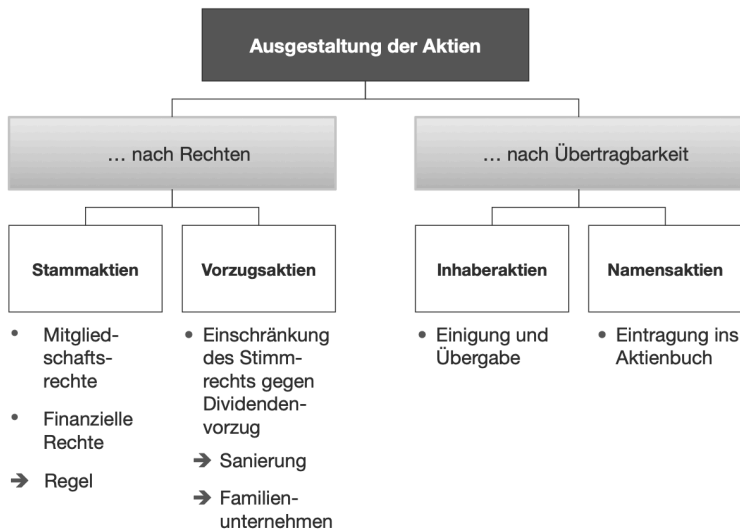 Ausgestaltung der Aktien
… nach Rechten
… nach Übertragbarkeit
Stammaktien
Vorzugsaktien
Inhaberaktien
Namensaktien
• Mitglied-
schafts-
rechte
• Finanzielle
Rechte
➔ Regel
• Einschränkung
des Stimm-
rechts gegen
Dividenden-
vorzug
➔ Sanierung
➔ Familien-
unternehmen
• Einigung und
Übergabe
• Eintragung ins
Aktienbuch